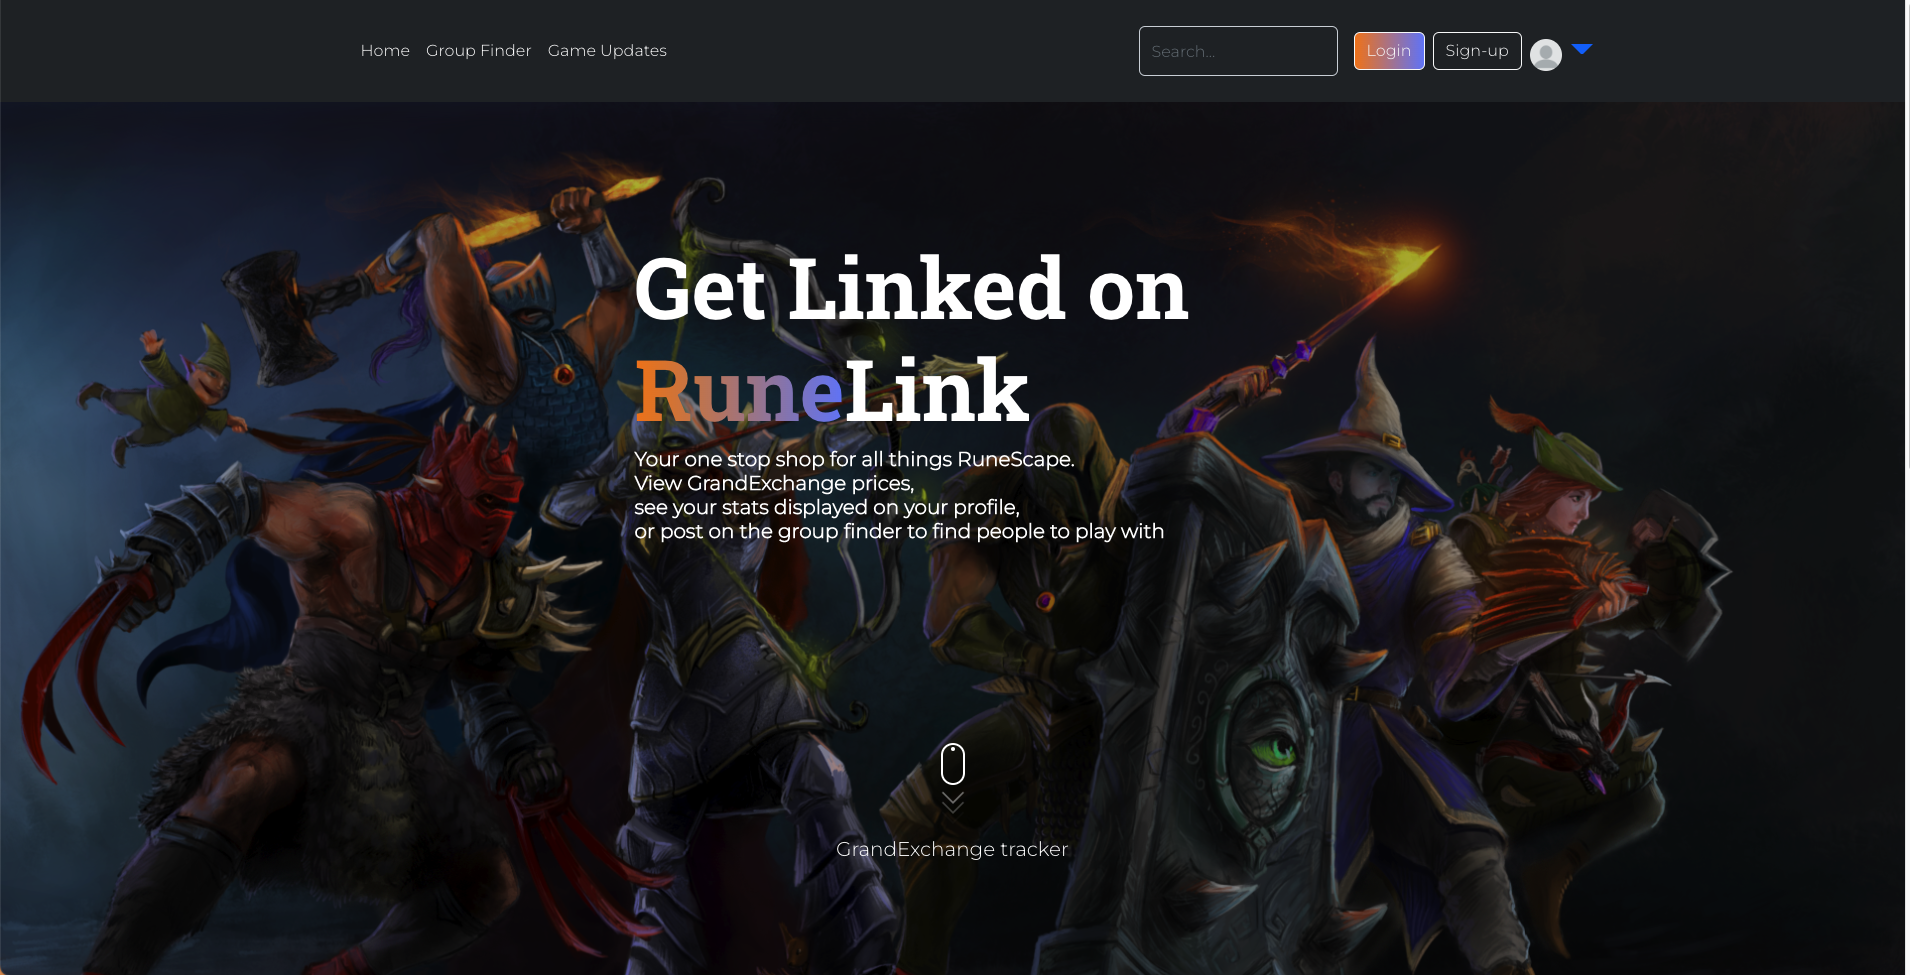 Home Group Finder Game Updates Search... Login Sign-up
Get Linked on
RuneLink
Your one stop shop for all things RuneScape.
View GrandExchange prices,
see your stats displayed on your profile,
or post on the group finder to find people to play with
GrandExchange tracker